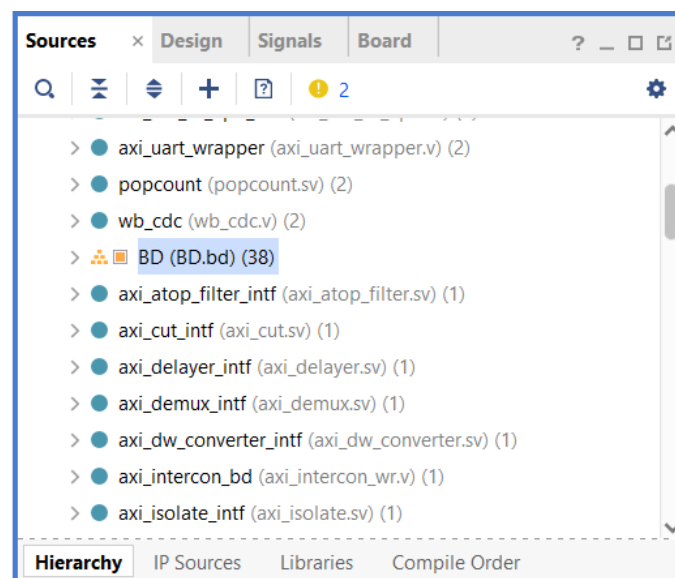 Sources × Design Signals Board ?
2
axi_uart_wrapper (axi_uart_wrapper.v) (2)
popcount (popcount.sv) (2)
wb_cdc (wb_cdc.v) (2)
BD (BD.bd) (38)
axi_atop_filter_intf (axi_atop_filter.sv) (1)
axi_cut_intf (axi_cut.sv) (1)
axi_delayer_intf (axi_delayer.sv) (1)
axi_demux_intf (axi_demux.sv) (1)
axi_dw_converter_intf (axi_dw_converter.sv) (1)
axi_intercon_bd (axi_intercon_wr.v) (1)
axi_isolate_intf (axi_isolate.sv) (1)
Hierarchy IP Sources Libraries Compile Order